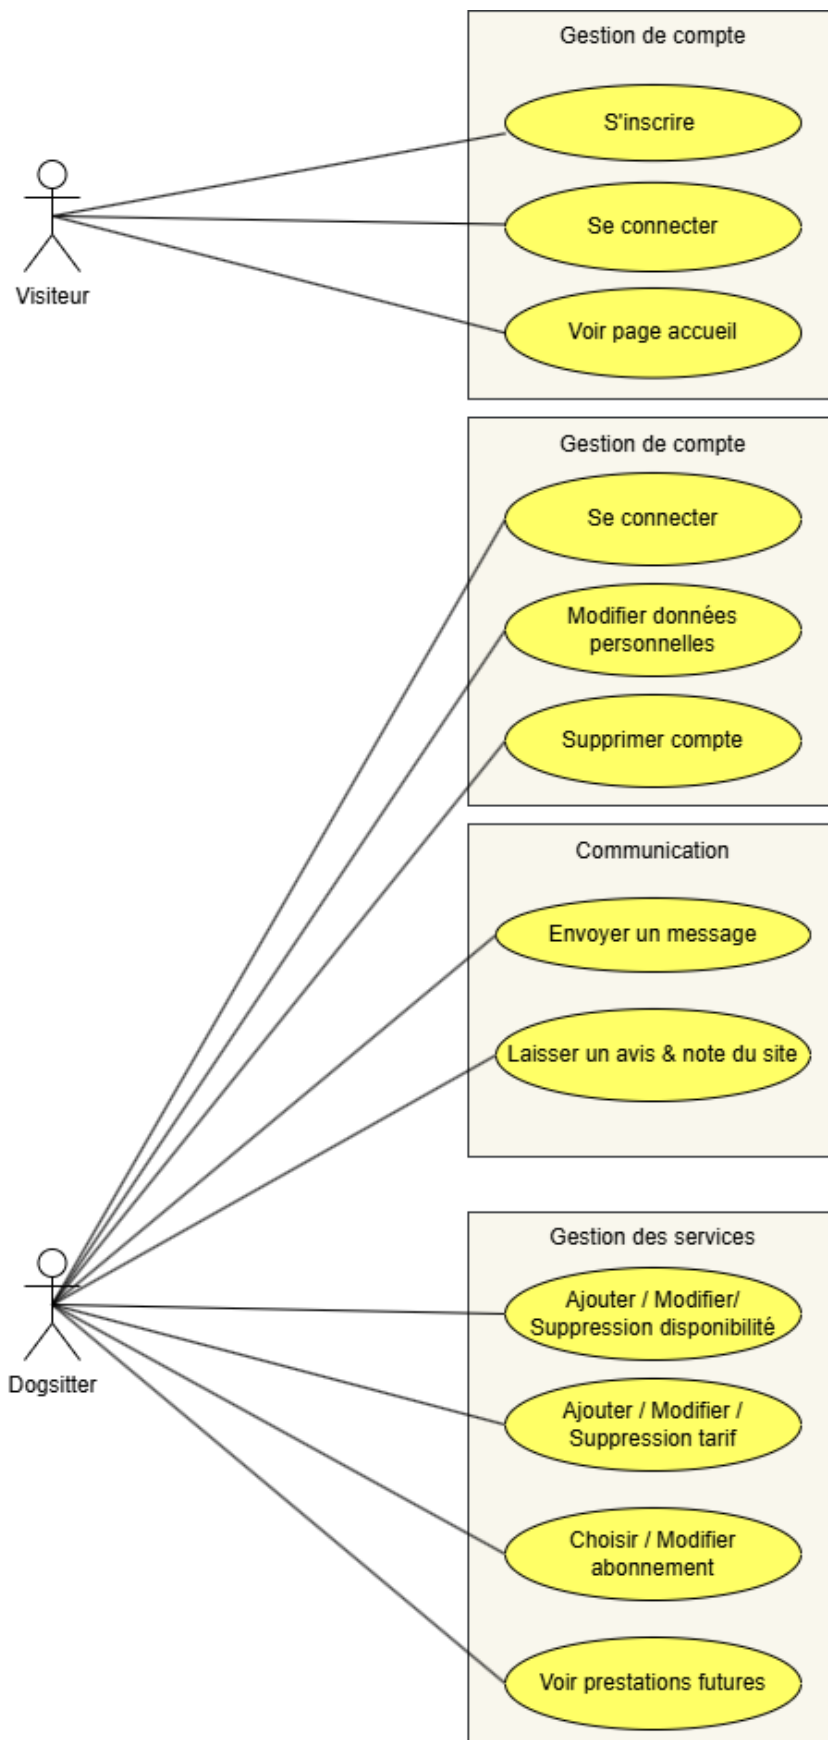 Gestion de compte
S'inscrire
Se connecter
Voir page accueil
Visiteur
Gestion de compte
Se connecter
Modifier données
personnelles
Supprimer compte
Communication
Envoyer un message
Laisser un avis & note du site
Dogsitter
Gestion des services
Ajouter / Modifier/
Suppression disponibilité
Ajouter / Modifier /
Suppression tarif
Choisir / Modifier
abonnement
Voir prestations futures